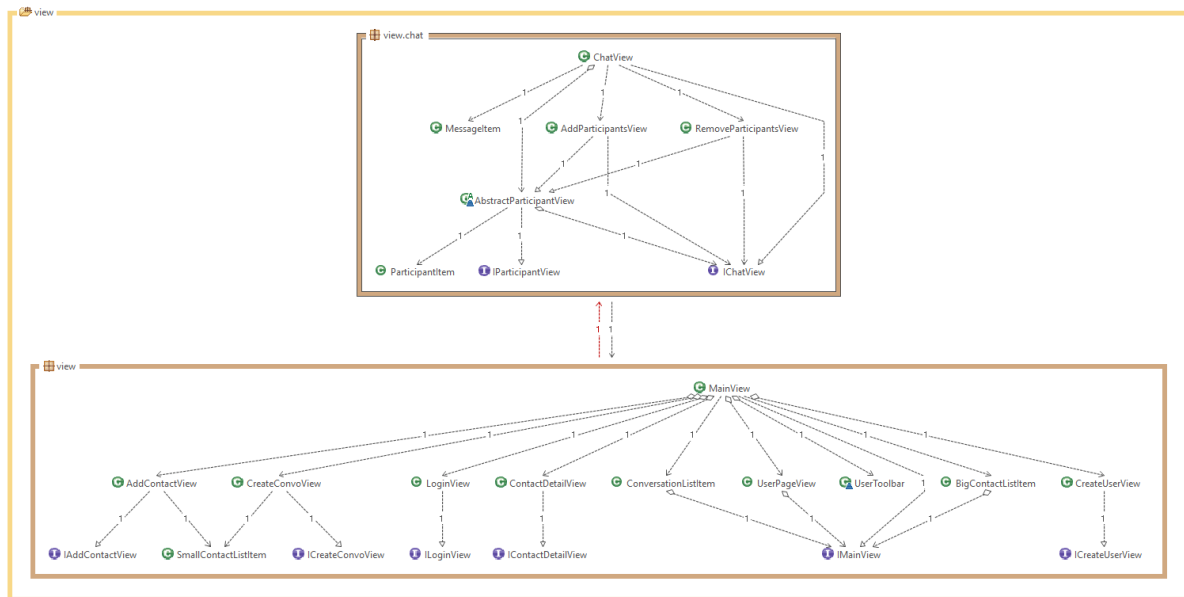 view
view.chat
C ChatView
1 1 1 1
C MessageItem C AddParticipantsView C RemoveParticipantsView
1 1 1
A
C AbstractParticipantView 1 1
1 1 1
C ParticipantItem I IParticipantView I IChatView
1 1
view
C MainView
1 1 1 1 1 1 1 1 1 1
C AddContactView C CreateConvoView C LoginView C ContactDetailView C ConversationListItem C UserPageView C UserToolbar C BigContactListItem C CreateUserView
1 1 1 1 1 1 1 1 1 1
I IAddContactView C SmallContactListItem I ICreateConvoView I ILoginView I IContactDetailView I IMainView I ICreateUserView